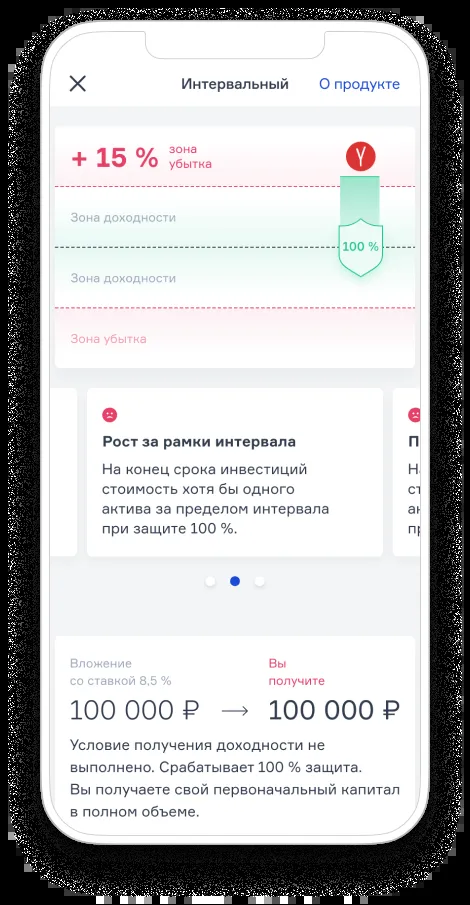 Интервальный О продукте
+ 15 % зона
убытка
Y
Зона доходности
100 %
Зона доходности
Зона убытка
Рост за рамки интервала
На конец срока инвестиций
стоимость хотя бы одного
актива за пределом интервала
при защите 100 %.
Вложение
со ставкой 8,5 %
Вы
получите
100 000 ₽ → 100 000 ₽
Условие получения доходности не
выполнено. Срабатывает 100 % защита.
Вы получаете свой первоначальный капитал
в полном объеме.